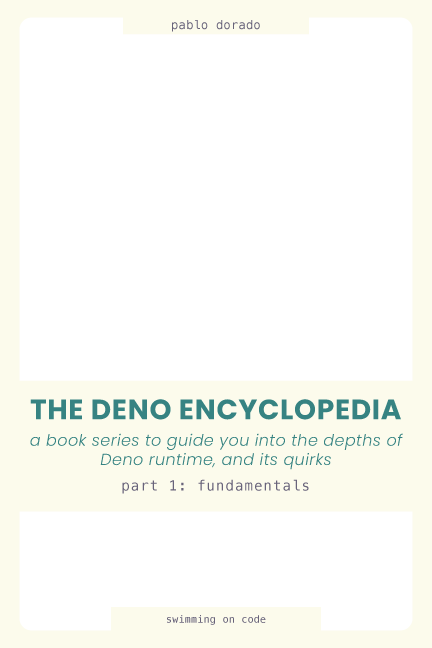 pablo dorado
THE DENO ENCYCLOPEDIA
a book series to guide you into the depths of
Deno runtime, and its quirks
part 1: fundamentals
swimming on code